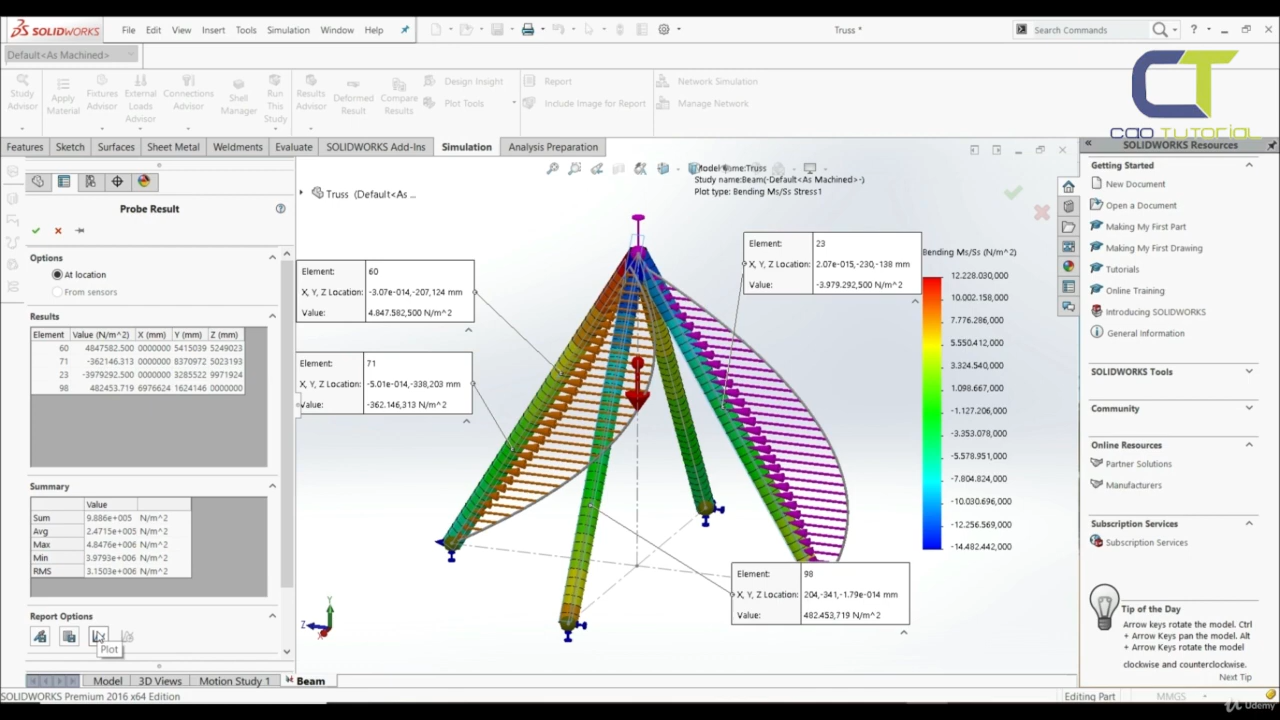 SOLIDWORKS File Edit View Insert Tools Simulation Window Help Truss * Search Commands ?
Default<As Machined>
Study Advisor
Apply Material
Fixtures Advisor
External Loads Advisor
Connections Advisor
Shell Manager
Run This Study
Results Advisor
Deformed Result
Compare Results
Design Insight
Plot Tools
Report
Include Image for Report
Network Simulation
Manage Network
CT
CAO TUTORIAL
Features Sketch Surfaces Sheet Metal Weldments Evaluate SOLIDWORKS Add-Ins Simulation Analysis Preparation
Probe Result
Options
At location
From sensors
Results
Element Value (N/m^2) X (mm) Y (mm) Z (mm)
60 4847582.500 0000000 5415039 5249023
71 -362146.313 0000000 8370972 5023193
23 -3979292.500 0000000 3285522 9971924
98 482453.719 6976624 1624146 0000000
Summary
Value
Sum 9.886e+005 N/m^2
Avg 2.4715e+005 N/m^2
Max 4.8476e+006 N/m^2
Min -3.9793e+006 N/m^2
RMS 3.1503e+006 N/m^2
Report Options
Plot
Truss (Default<As ...
Model Name:Truss
Study name:Beam(-Default<As Machined>-)
Plot type: Bending Ms/Ss Stress1
Element: 60
X, Y, Z Location: -3.07e-014,-207,124 mm
Value: 4.847.582,500 N/m^2
Element: 71
X, Y, Z Location: -5.01e-014,-338,203 mm
Value: -362.146,313 N/m^2
Element: 23
X, Y, Z Location: 2.07e-015,-230,-138 mm
Value: -3.979.292,500 N/m^2
Element: 98
X, Y, Z Location: 204,-341,-1.79e-014 mm
Value: 482.453,719 N/m^2
Bending Ms/Ss (N/m^2)
12.228.030,000
10.002.158,000
7.776.286,000
5.550.412,000
3.324.540,000
1.098.667,000
-1.127.206,000
-3.353.078,000
-5.578.951,000
-7.804.824,000
-10.030.696,000
-12.256.569,000
-14.482.442,000
Y
Z
X
SOLIDWORKS Resources
Getting Started
New Document
Open a Document
Making My First Part
Making My First Drawing
Tutorials
Online Training
Introducing SOLIDWORKS
General Information
SOLIDWORKS Tools
Community
Online Resources
Partner Solutions
Manufacturers
Subscription Services
Subscription Services
Tip of the Day
Arrow keys rotate the model. Ctrl
+ Arrow Keys pan the model. Alt
+ Arrow Keys rotate the model
clockwise and counterclockwise.
Next Tip
Model 3D Views Motion Study 1 Beam
SOLIDWORKS Premium 2016 x64 Edition Editing Part MMGS
Udemy